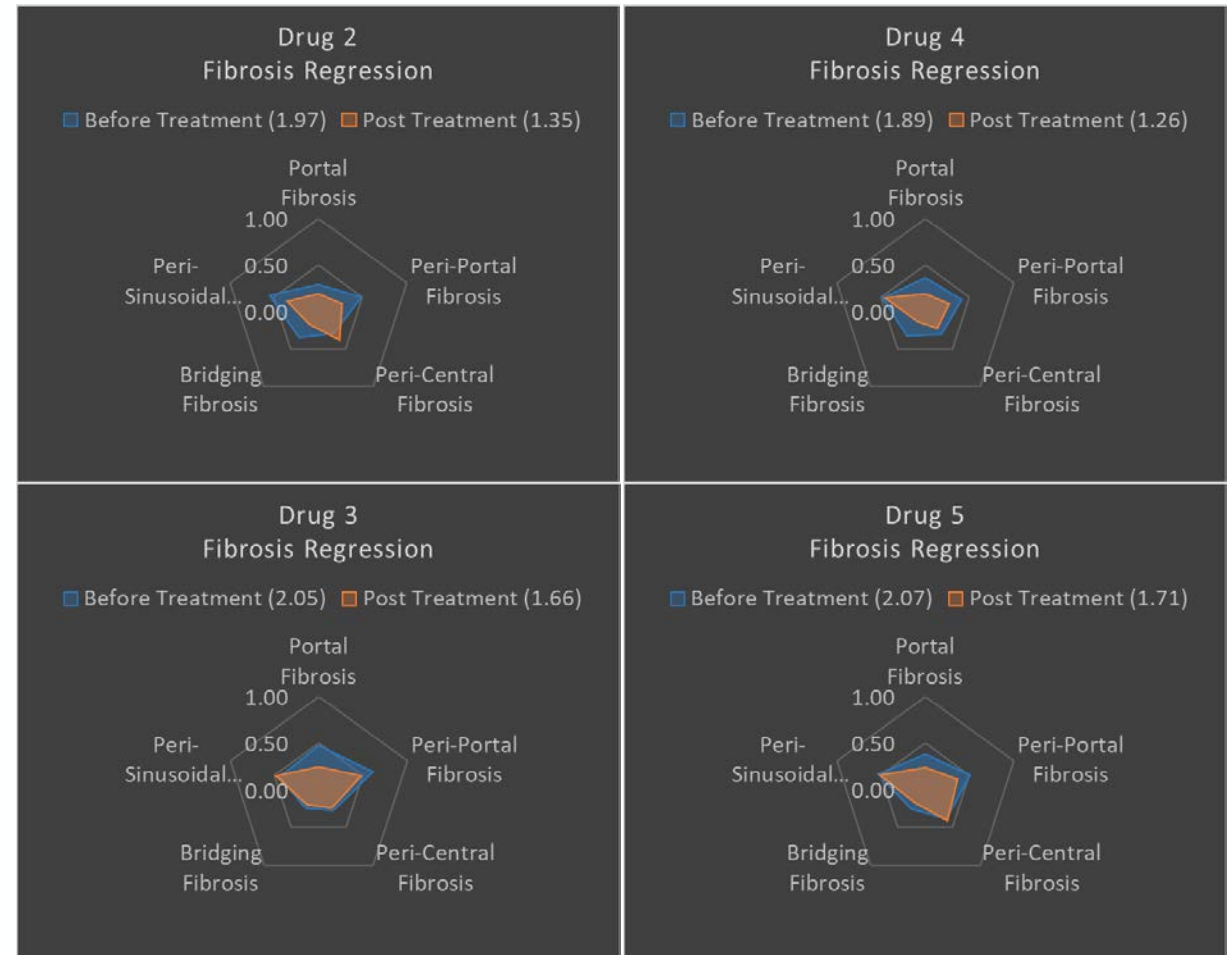 Drug 2
Fibrosis Regression
Before Treatment (1.97) Post Treatment (1.35)
Portal
Fibrosis
1.00
0.50
0.00
Peri-Portal
Fibrosis
Peri-Central
Fibrosis
Bridging
Fibrosis
Peri-
Sinusoidal...
Drug 4
Fibrosis Regression
Before Treatment (1.89) Post Treatment (1.26)
Portal
Fibrosis
1.00
0.50
0.00
Peri-Portal
Fibrosis
Peri-Central
Fibrosis
Bridging
Fibrosis
Peri-
Sinusoidal...
Drug 3
Fibrosis Regression
Before Treatment (2.05) Post Treatment (1.66)
Portal
Fibrosis
1.00
0.50
0.00
Peri-Portal
Fibrosis
Peri-Central
Fibrosis
Bridging
Fibrosis
Peri-
Sinusoidal...
Drug 5
Fibrosis Regression
Before Treatment (2.07) Post Treatment (1.71)
Portal
Fibrosis
1.00
0.50
0.00
Peri-Portal
Fibrosis
Peri-Central
Fibrosis
Bridging
Fibrosis
Peri-
Sinusoidal...